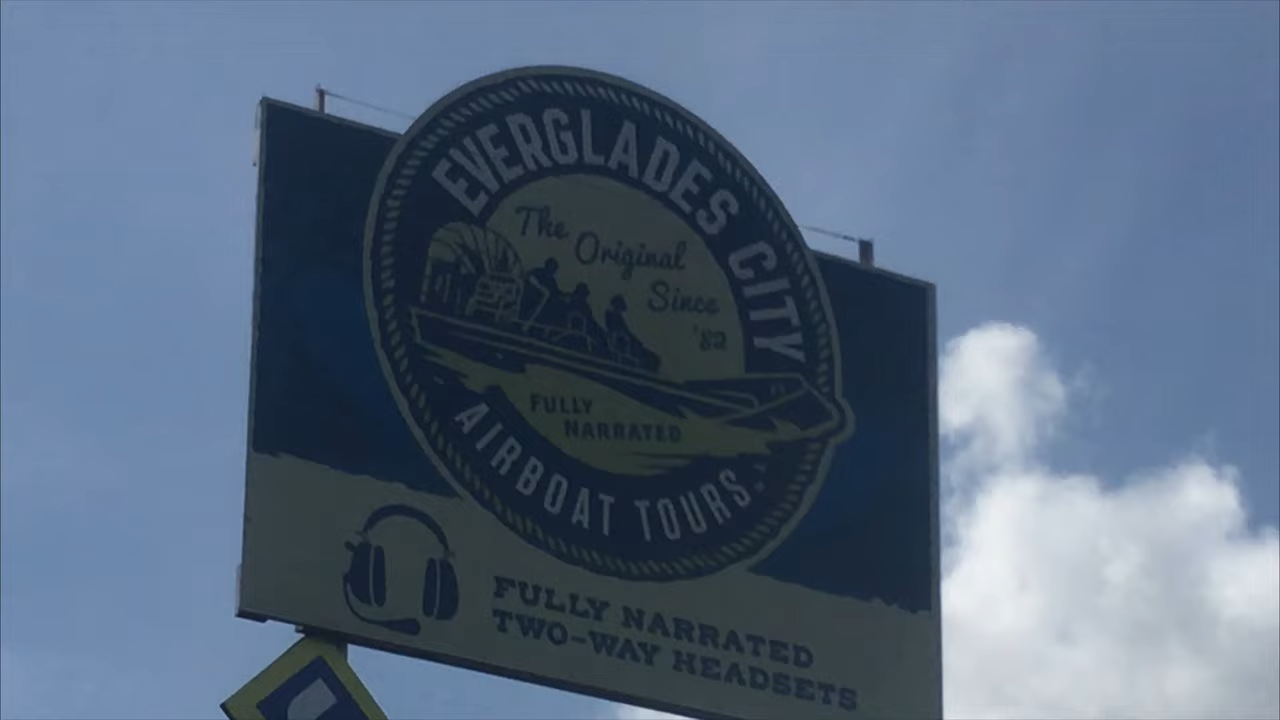 EVERGLADES CITY
The
Original
Since
'82
FULLY
NARRATED
AIRBOAT TOURS
FULLY NARRATED
TWO-WAY HEADSETS